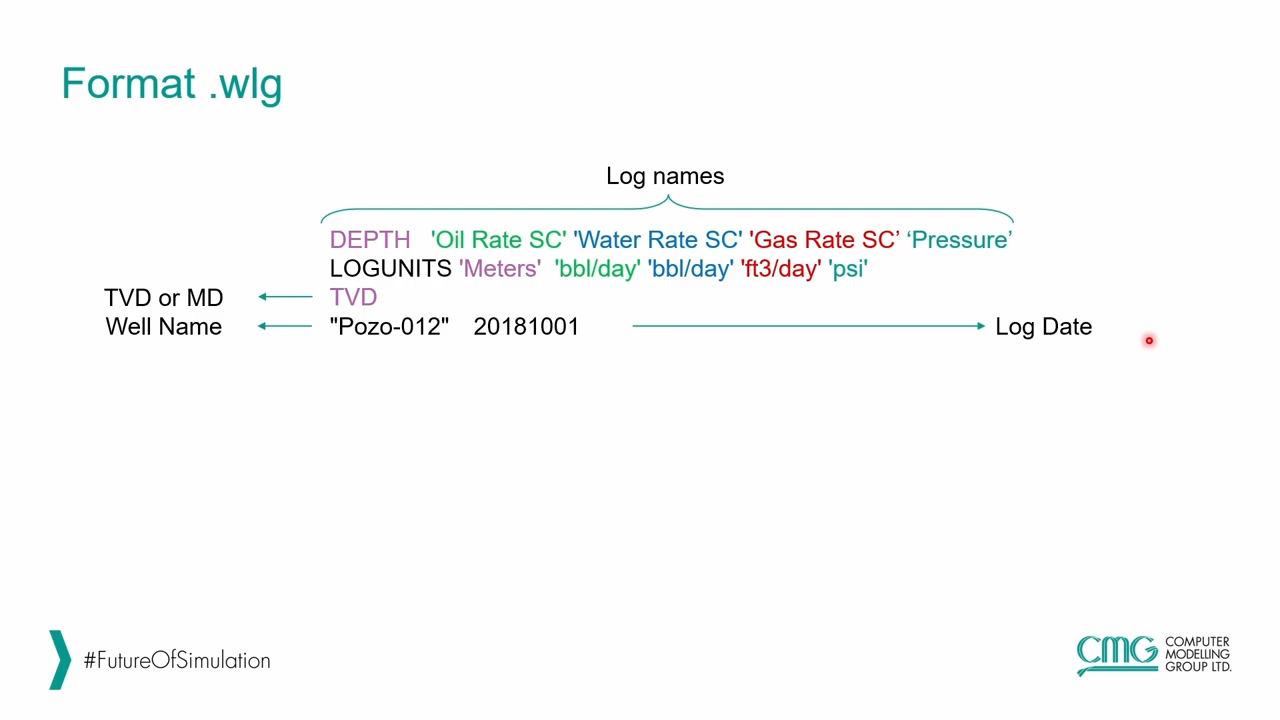 Format .wlg
Log names
DEPTH 'Oil Rate SC' 'Water Rate SC' 'Gas Rate SC’ ‘Pressure’
LOGUNITS 'Meters' 'bbl/day' 'bbl/day' 'ft3/day' 'psi'
TVD or MD TVD
Well Name "Pozo-012" 20181001 Log Date
#FutureOfSimulation
CMG COMPUTER
MODELLING
GROUP LTD.